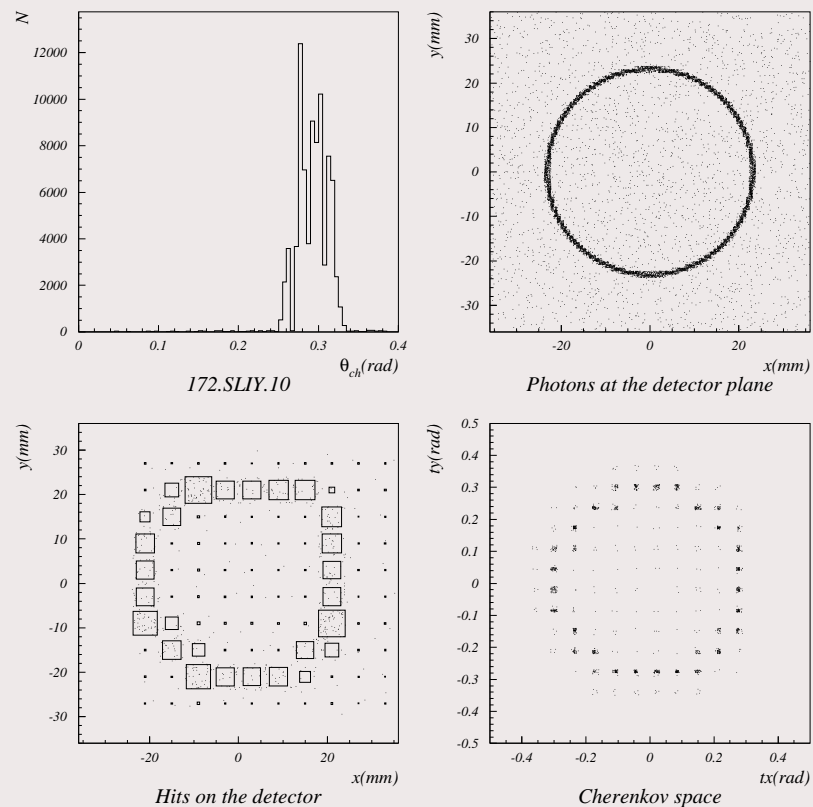 N
12000
10000
8000
6000
4000
2000
0
0 0.1 0.2 0.3 0.4
θch(rad)
172.SLIY.10
y(mm)
30
20
10
0
-10
-20
-30
-20 0 20
x(mm)
Photons at the detector plane
y(mm)
30
20
10
0
-10
-20
-30
-20 0 20
x(mm)
Hits on the detector
ty(rad)
0.5
0.4
0.3
0.2
0.1
0
-0.1
-0.2
-0.3
-0.4
-0.5
-0.4 -0.2 0 0.2 0.4
tx(rad)
Cherenkov space